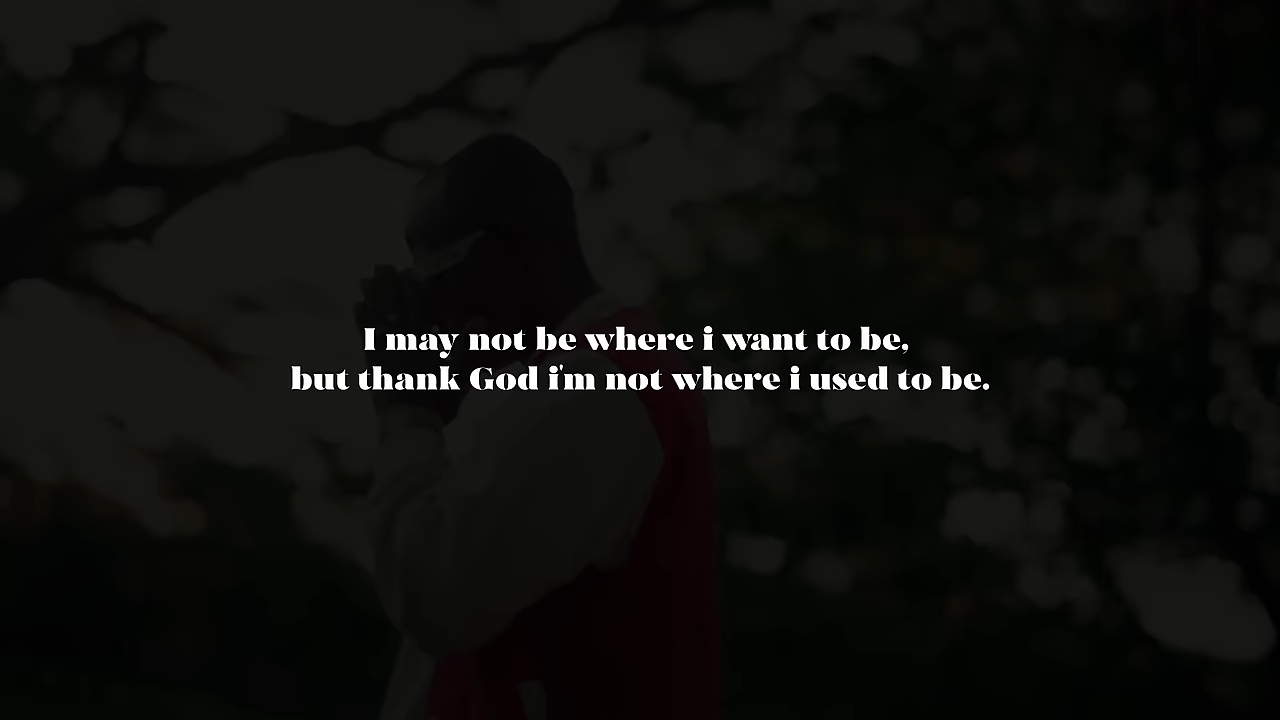 I may not be where i want to be,
but thank God i'm not where i used to be.